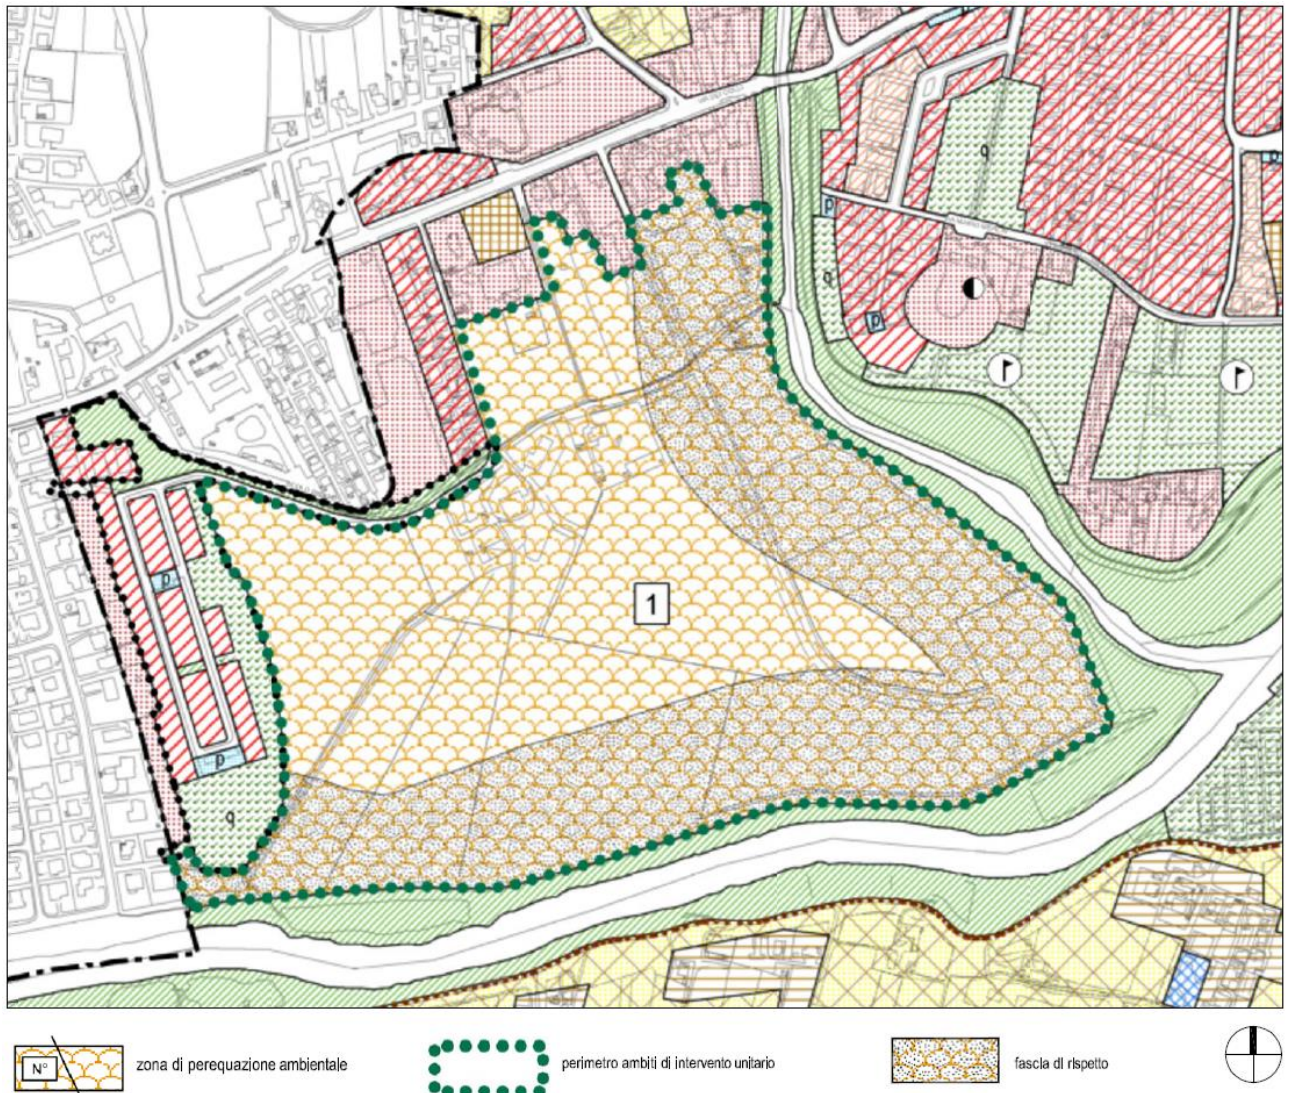 q
p
q
p
1
p
p
q
N°
zona di perequazione ambientale
perimetro ambiti di intervento unitario
fascia di rispetto